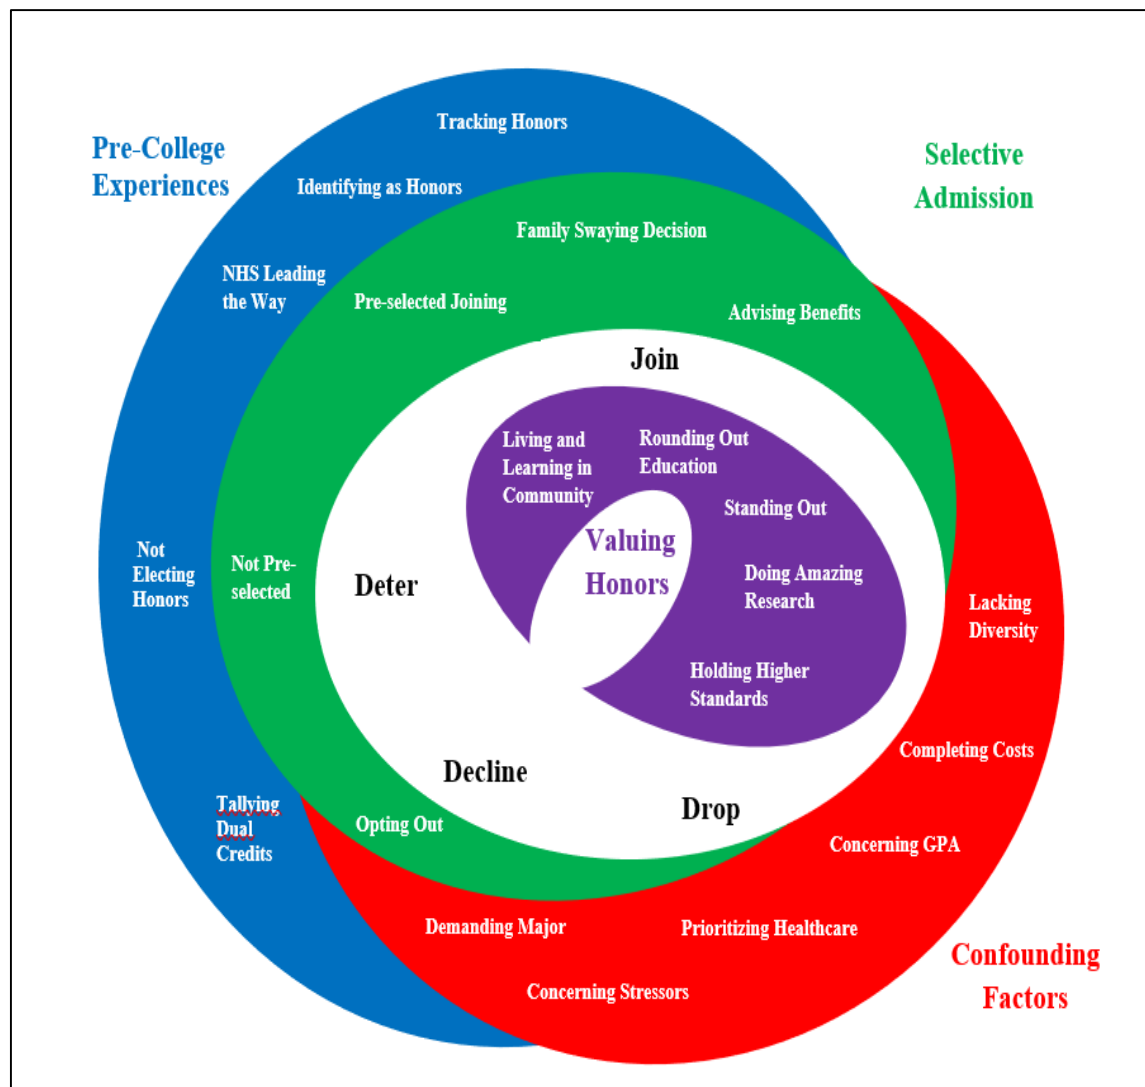 Pre-College
Experiences
Selective
Admission
Tracking Honors
Identifying as Honors
NHS Leading
the Way
Family Swaying Decision
Pre-selected Joining
Advising Benefits
Join
Living and
Learning in
Community
Rounding Out
Education
Standing Out
Valuing
Honors
Doing Amazing
Research
Holding Higher
Standards
Not
Electing
Honors
Not Pre-
selected
Deter
Lacking
Diversity
Decline
Drop
Completing Costs
Tallying
Dual
Credits
Opting Out
Concerning GPA
Demanding Major
Prioritizing Healthcare
Concerning Stressors
Confounding
Factors